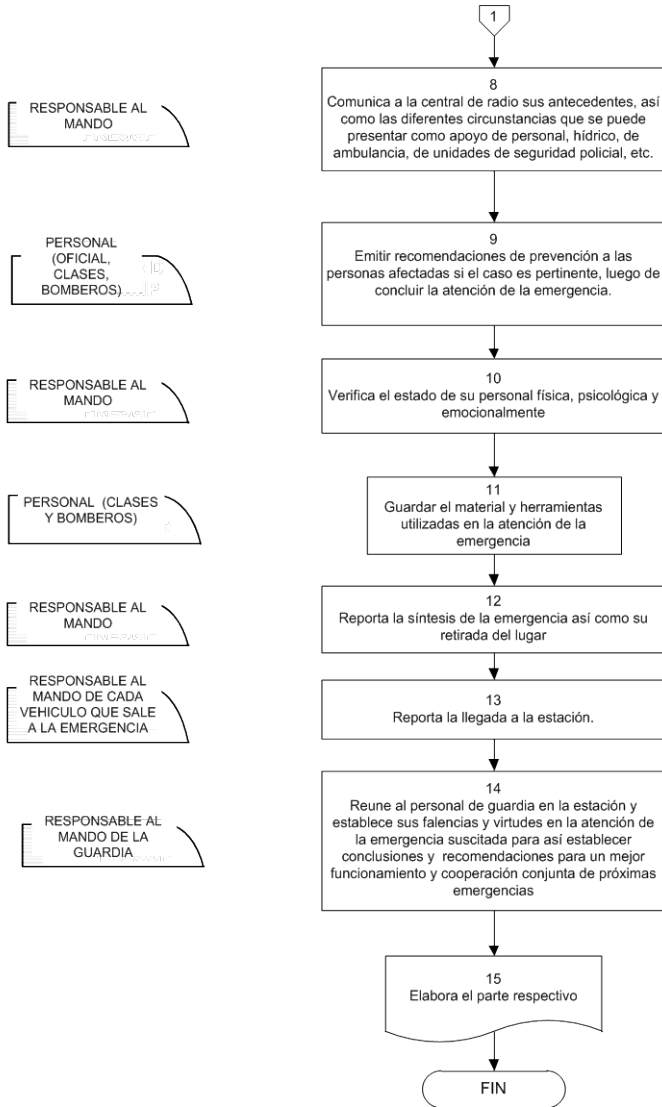 1
8
RESPONSABLE AL
MANDO
Comunica a la central de radio sus antecedentes, así
como las diferentes circunstancias que se puede
presentar como apoyo de personal, hídrico, de
ambulancia, de unidades de seguridad policial, etc.
PERSONAL
(OFICIAL,
CLASES,
BOMBEROS)
9
Emitir recomendaciones de prevención a las
personas afectadas si el caso es pertinente, luego de
concluir la atención de la emergencia.
RESPONSABLE AL
MANDO
10
Verifica el estado de su personal física, psicológica y
emocionalmente
PERSONAL (CLASES
Y BOMBEROS)
11
Guardar el material y herramientas
utilizadas en la atención de la
emergencia
RESPONSABLE AL
MANDO
12
Reporta la síntesis de la emergencia así como su
retirada del lugar
RESPONSABLE AL
MANDO DE CADA
VEHICULO QUE SALE
A LA EMERGENCIA
13
Reporta la llegada a la estación.
RESPONSABLE AL
MANDO DE LA
GUARDIA
14
Reune al personal de guardia en la estación y
establece sus falencias y virtudes en la atención de
la emergencia suscitada para así establecer
conclusiones y recomendaciones para un mejor
funcionamiento y cooperación conjunta de próximas
emergencias
15
Elabora el parte respectivo
FIN